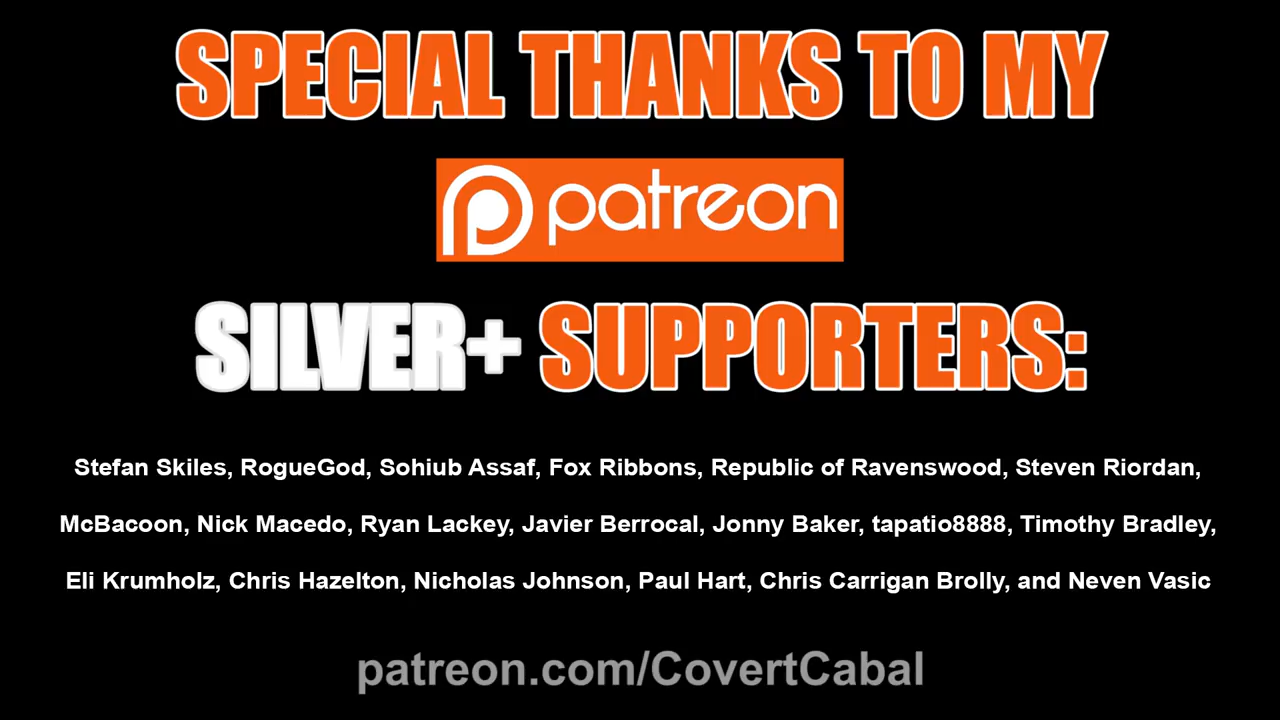 SPECIAL THANKS TO MY
patreon
SILVER+ SUPPORTERS:
Stefan Skiles, RogueGod, Sohiub Assaf, Fox Ribbons, Republic of Ravenswood, Steven Riordan,
McBacoon, Nick Macedo, Ryan Lackey, Javier Berrocal, Jonny Baker, tapatio8888, Timothy Bradley,
Eli Krumholz, Chris Hazelton, Nicholas Johnson, Paul Hart, Chris Carrigan Brolly, and Neven Vasic
patreon.com/CovertCabal